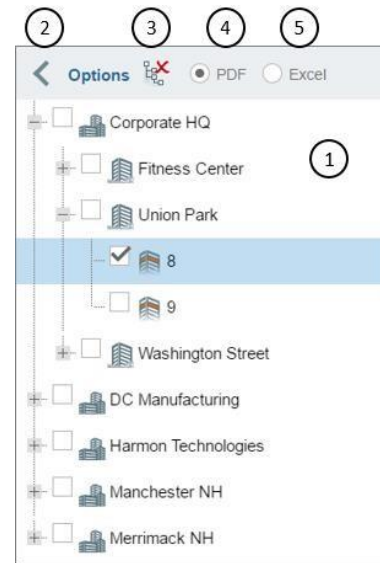 2 3 4 5
Options PDF Excel
Corporate HQ
1
Fitness Center
Union Park
8
9
Washington Street
DC Manufacturing
Harmon Technologies
Manchester NH
Merrimack NH